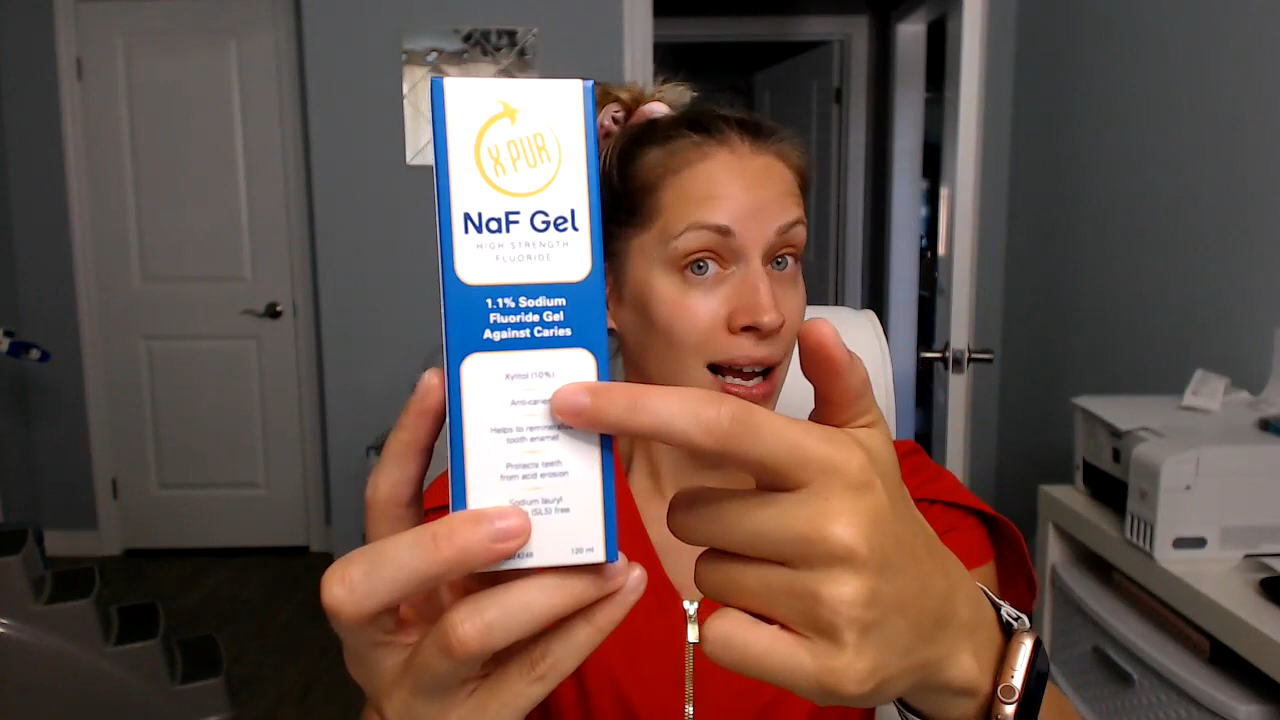 X PUR
NaF Gel
HIGH STRENGTH
FLUORIDE
1.1% Sodium
Fluoride Gel
Against Caries
Xylitol (10%)
Anti-caries
Helps to remineralize
tooth enamel
Protects teeth
from acid erosion
Sodium lauryl
(SLS) free
120 ml